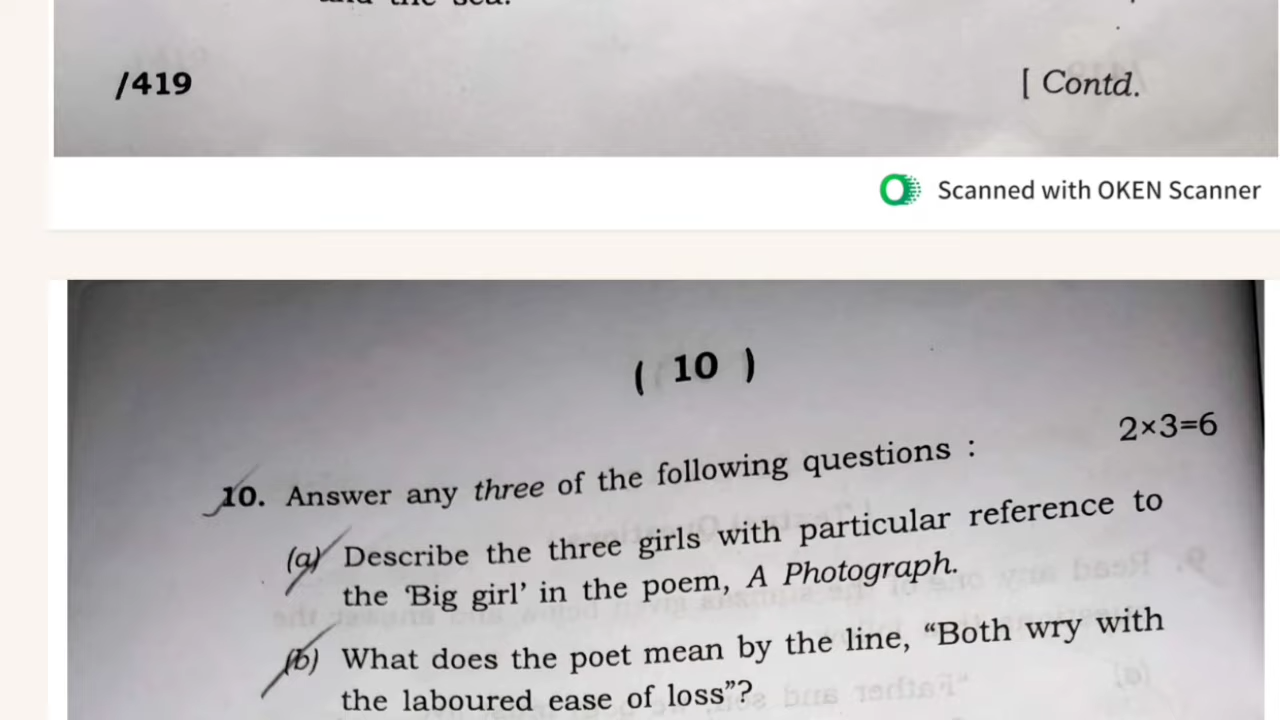 /419
[ Contd.
Scanned with OKEN Scanner
( 10 )
2×3=6
10. Answer any three of the following questions :
(a) Describe the three girls with particular reference to
the ‘Big girl’ in the poem, A Photograph.
(b) What does the poet mean by the line, “Both wry with
the laboured ease of loss”?